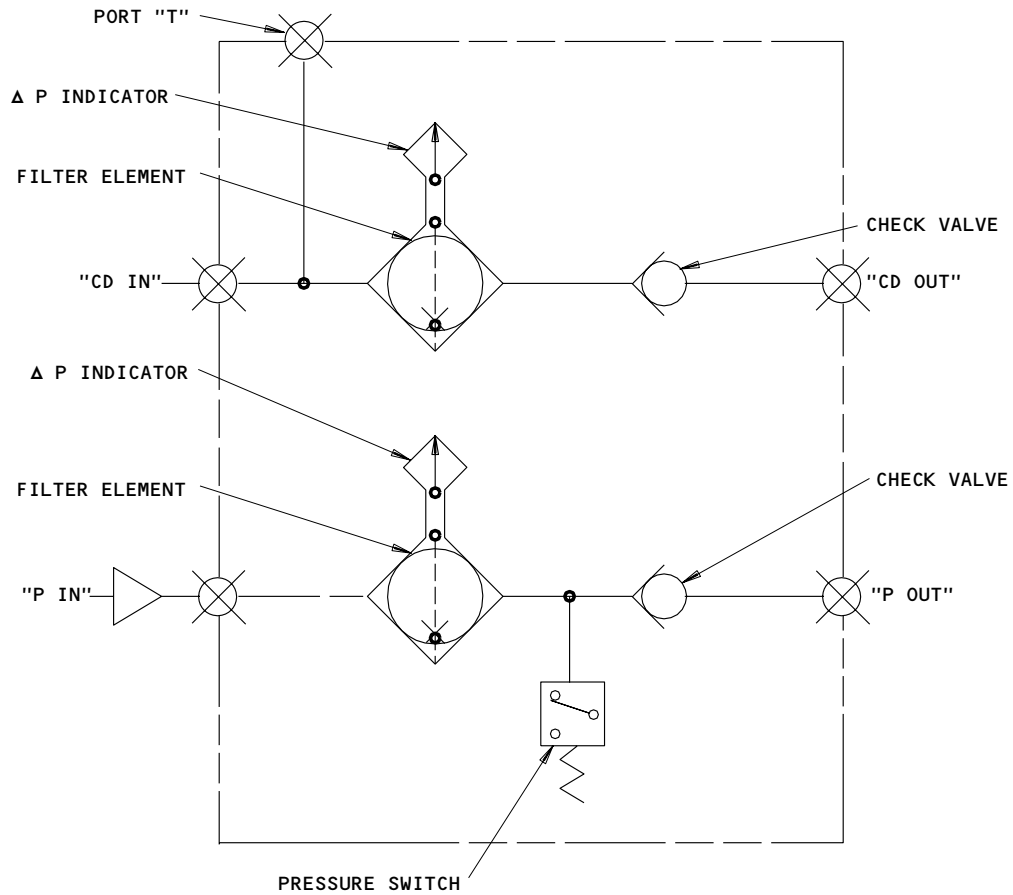 PORT "T"
Δ P INDICATOR
FILTER ELEMENT
CHECK VALVE
"CD IN"
"CD OUT"
Δ P INDICATOR
FILTER ELEMENT
CHECK VALVE
"P IN"
"P OUT"
PRESSURE SWITCH